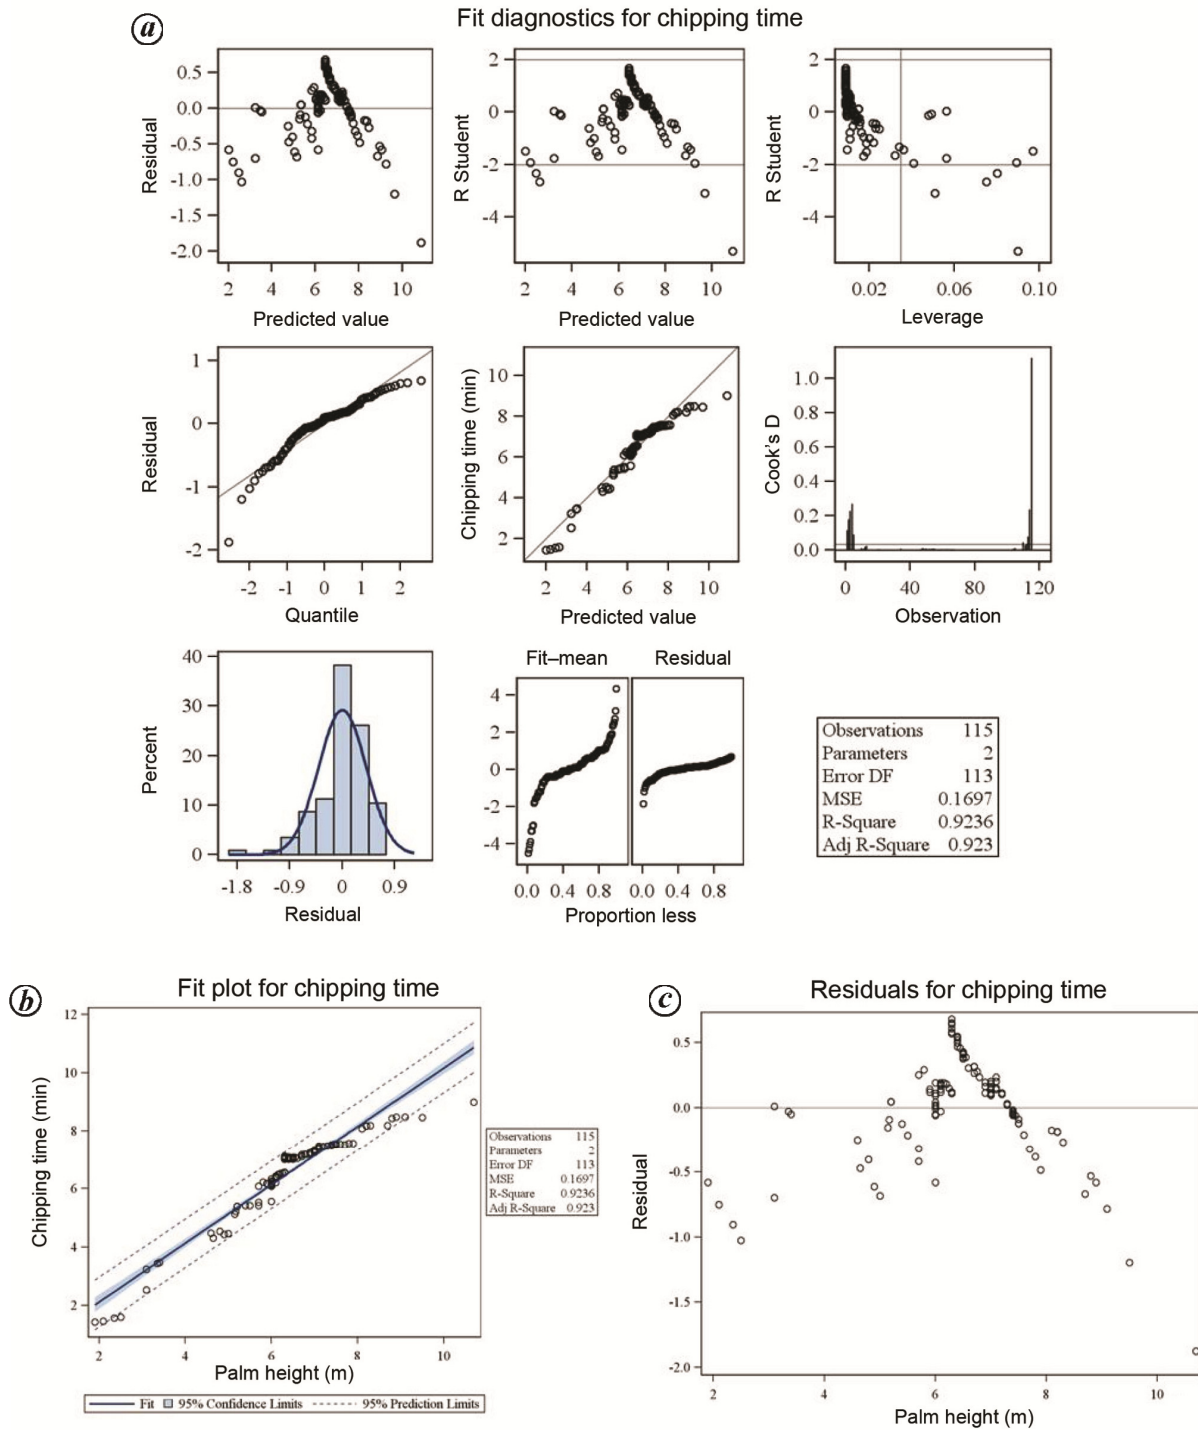 a
Fit diagnostics for chipping time
0.5
0.0
-0.5
-1.0
-1.5
-2.0
Residual
2 4 6 8 10
Predicted value
2
0
-2
-4
R Student
2 4 6 8 10
Predicted value
2
0
-2
-4
R Student
0.02 0.06 0.10
Leverage
1
0
-1
-2
Residual
-2 -1 0 1 2
Quantile
10
8
6
4
2
Chipping time (min)
2 4 6 8 10
Predicted value
1.0
0.8
0.6
0.4
0.2
0.0
Cook's D
0 40 80 120
Observation
40
30
20
10
0
Percent
-1.8 -0.9 0 0.9
Residual
Fit–mean Residual
4
2
0
-2
-4
0.0 0.4 0.8 0.0 0.4 0.8
Proportion less
Observations 115
Parameters 2
Error DF 113
MSE 0.1697
R-Square 0.9236
Adj R-Square 0.923
b
Fit plot for chipping time
12
10
8
6
4
2
Chipping time (min)
2 4 6 8 10
Palm height (m)
Observations 115
Parameters 2
Error DF 113
MSE 0.1697
R-Square 0.9236
Adj R-Square 0.923
Fit 95% Confidence Limits 95% Prediction Limits
c
Residuals for chipping time
0.5
0.0
-0.5
-1.0
-1.5
-2.0
Residual
2 4 6 8 10
Palm height (m)